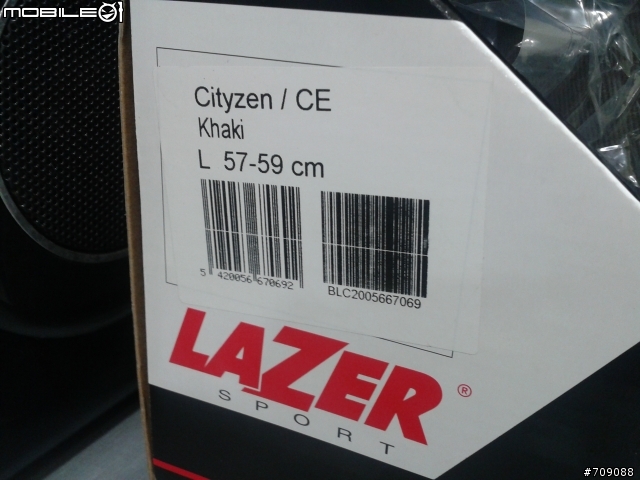 MOBILE01
Cityzen / CE
Khaki
L 57-59 cm
5 420056 670692
BLC2005667069
LAZER ®
SPORT
#709088